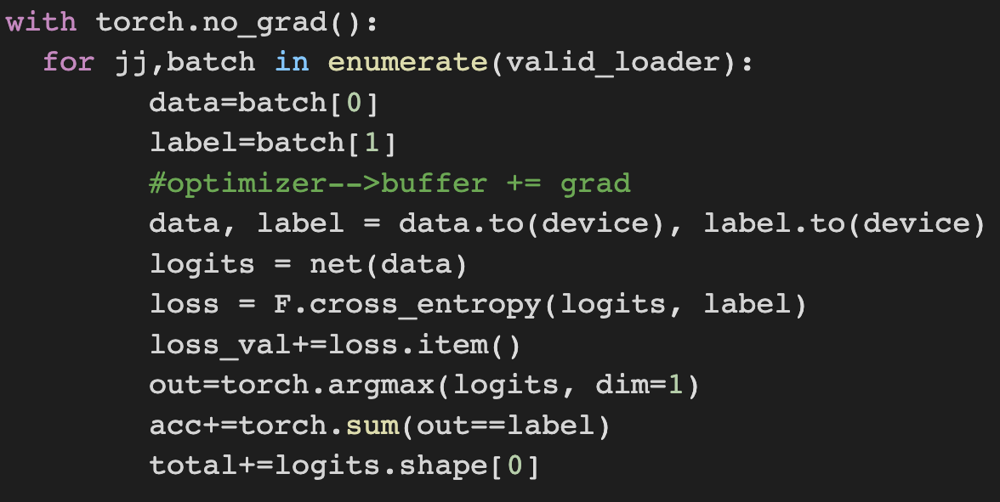 with torch.no_grad():
for jj,batch in enumerate(valid_loader):
data=batch[0]
label=batch[1]
#optimizer-->buffer += grad
data, label = data.to(device), label.to(device)
logits = net(data)
loss = F.cross_entropy(logits, label)
loss_val+=loss.item()
out=torch.argmax(logits, dim=1)
acc+=torch.sum(out==label)
total+=logits.shape[0]